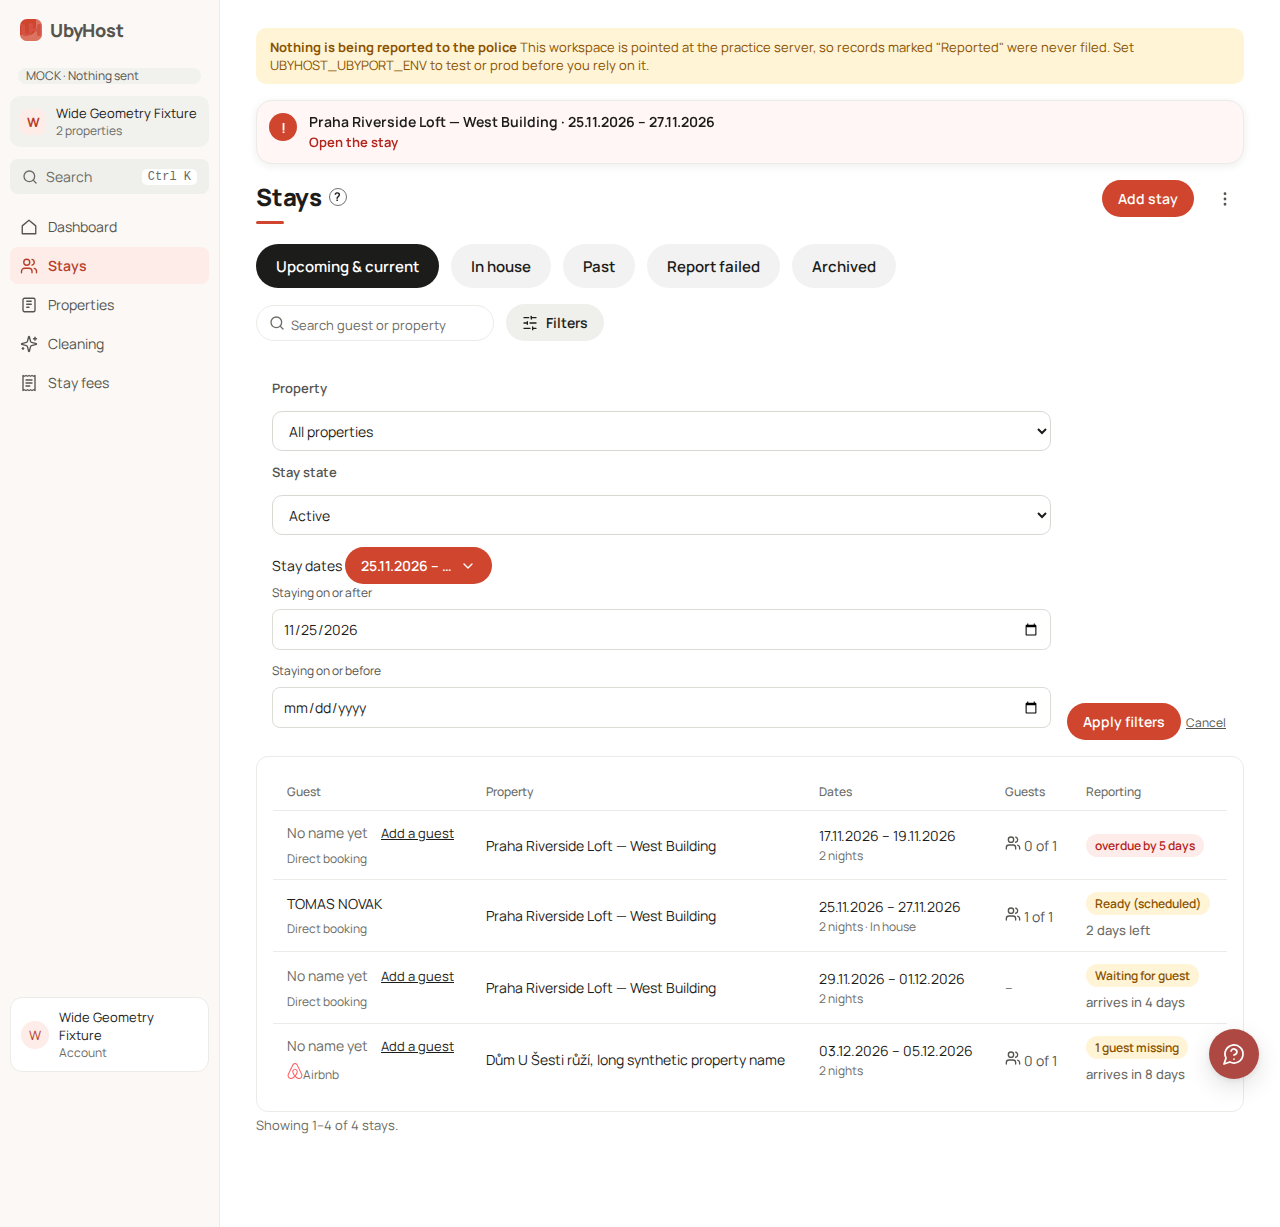 UbyHost
MOCK · Nothing sent
W
Wide Geometry Fixture
2 properties
Search
Ctrl K
Dashboard
Stays
Properties
Cleaning
Stay fees
W
Wide Geometry
Fixture
Account
Nothing is being reported to the police This workspace is pointed at the practice server, so records marked "Reported" were never filed. Set
UBYHOST_UBYPORT_ENV to test or prod before you rely on it.
!
Praha Riverside Loft — West Building · 25.11.2026 – 27.11.2026
Open the stay
Stays ?
Add stay
Upcoming & current
In house
Past
Report failed
Archived
Search guest or property
Filters
Property
All properties
Stay state
Active
Stay dates 25.11.2026 – ...
Staying on or after
11/25/2026
Staying on or before
mm/dd/yyyy
Apply filters Cancel
Guest Property Dates Guests Reporting
No name yet Add a guest
Direct booking
Praha Riverside Loft — West Building
17.11.2026 – 19.11.2026
2 nights
0 of 1
overdue by 5 days
TOMAS NOVAK
Direct booking
Praha Riverside Loft — West Building
25.11.2026 – 27.11.2026
2 nights · In house
1 of 1
Ready (scheduled)
2 days left
No name yet Add a guest
Direct booking
Praha Riverside Loft — West Building
29.11.2026 – 01.12.2026
2 nights
–
Waiting for guest
arrives in 4 days
No name yet Add a guest
Airbnb
Dům U Šesti růží, long synthetic property name
03.12.2026 – 05.12.2026
2 nights
0 of 1
1 guest missing
arrives in 8 days
Showing 1–4 of 4 stays.